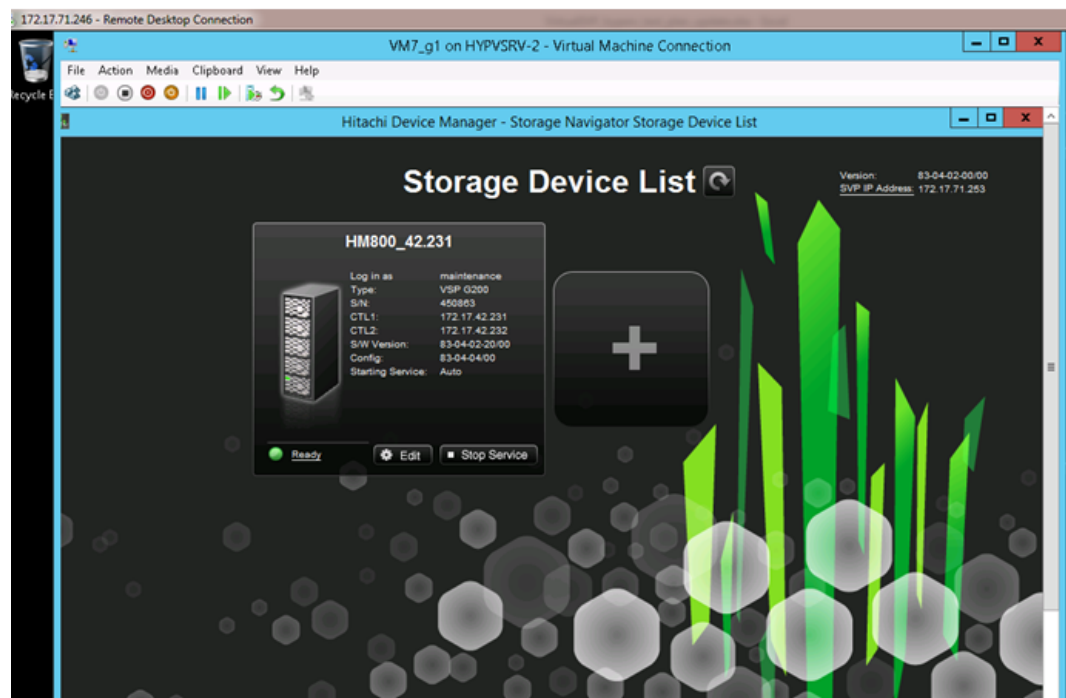 172.17.71.246 - Remote Desktop Connection
VM7_g1 on HYPVSRV-2 - Virtual Machine Connection
File Action Media Clipboard View Help
Recycle B
Hitachi Device Manager - Storage Navigator Storage Device List
Storage Device List
Version: 83-04-02-00/00
SVP IP Address: 172.17.71.253
HM800_42.231
Log in as maintenance
Type: VSP G200
S/N: 450863
CTL1: 172.17.42.231
CTL2: 172.17.42.232
S/W Version: 83-04-02-20/00
Config: 83-04-04/00
Starting Service: Auto
Ready Edit Stop Service